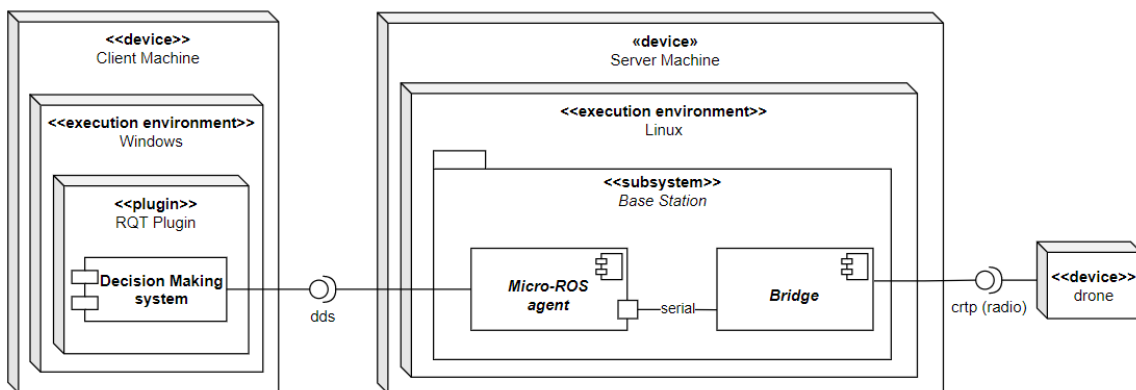 <<device>>
Client Machine
<<execution environment>>
Windows
<<plugin>>
RQT Plugin
Decision Making
system
dds
«device»
Server Machine
<<execution environment>>
Linux
<<subsystem>>
Base Station
Micro-ROS
agent
serial
Bridge
crtp (radio)
<<device>>
drone